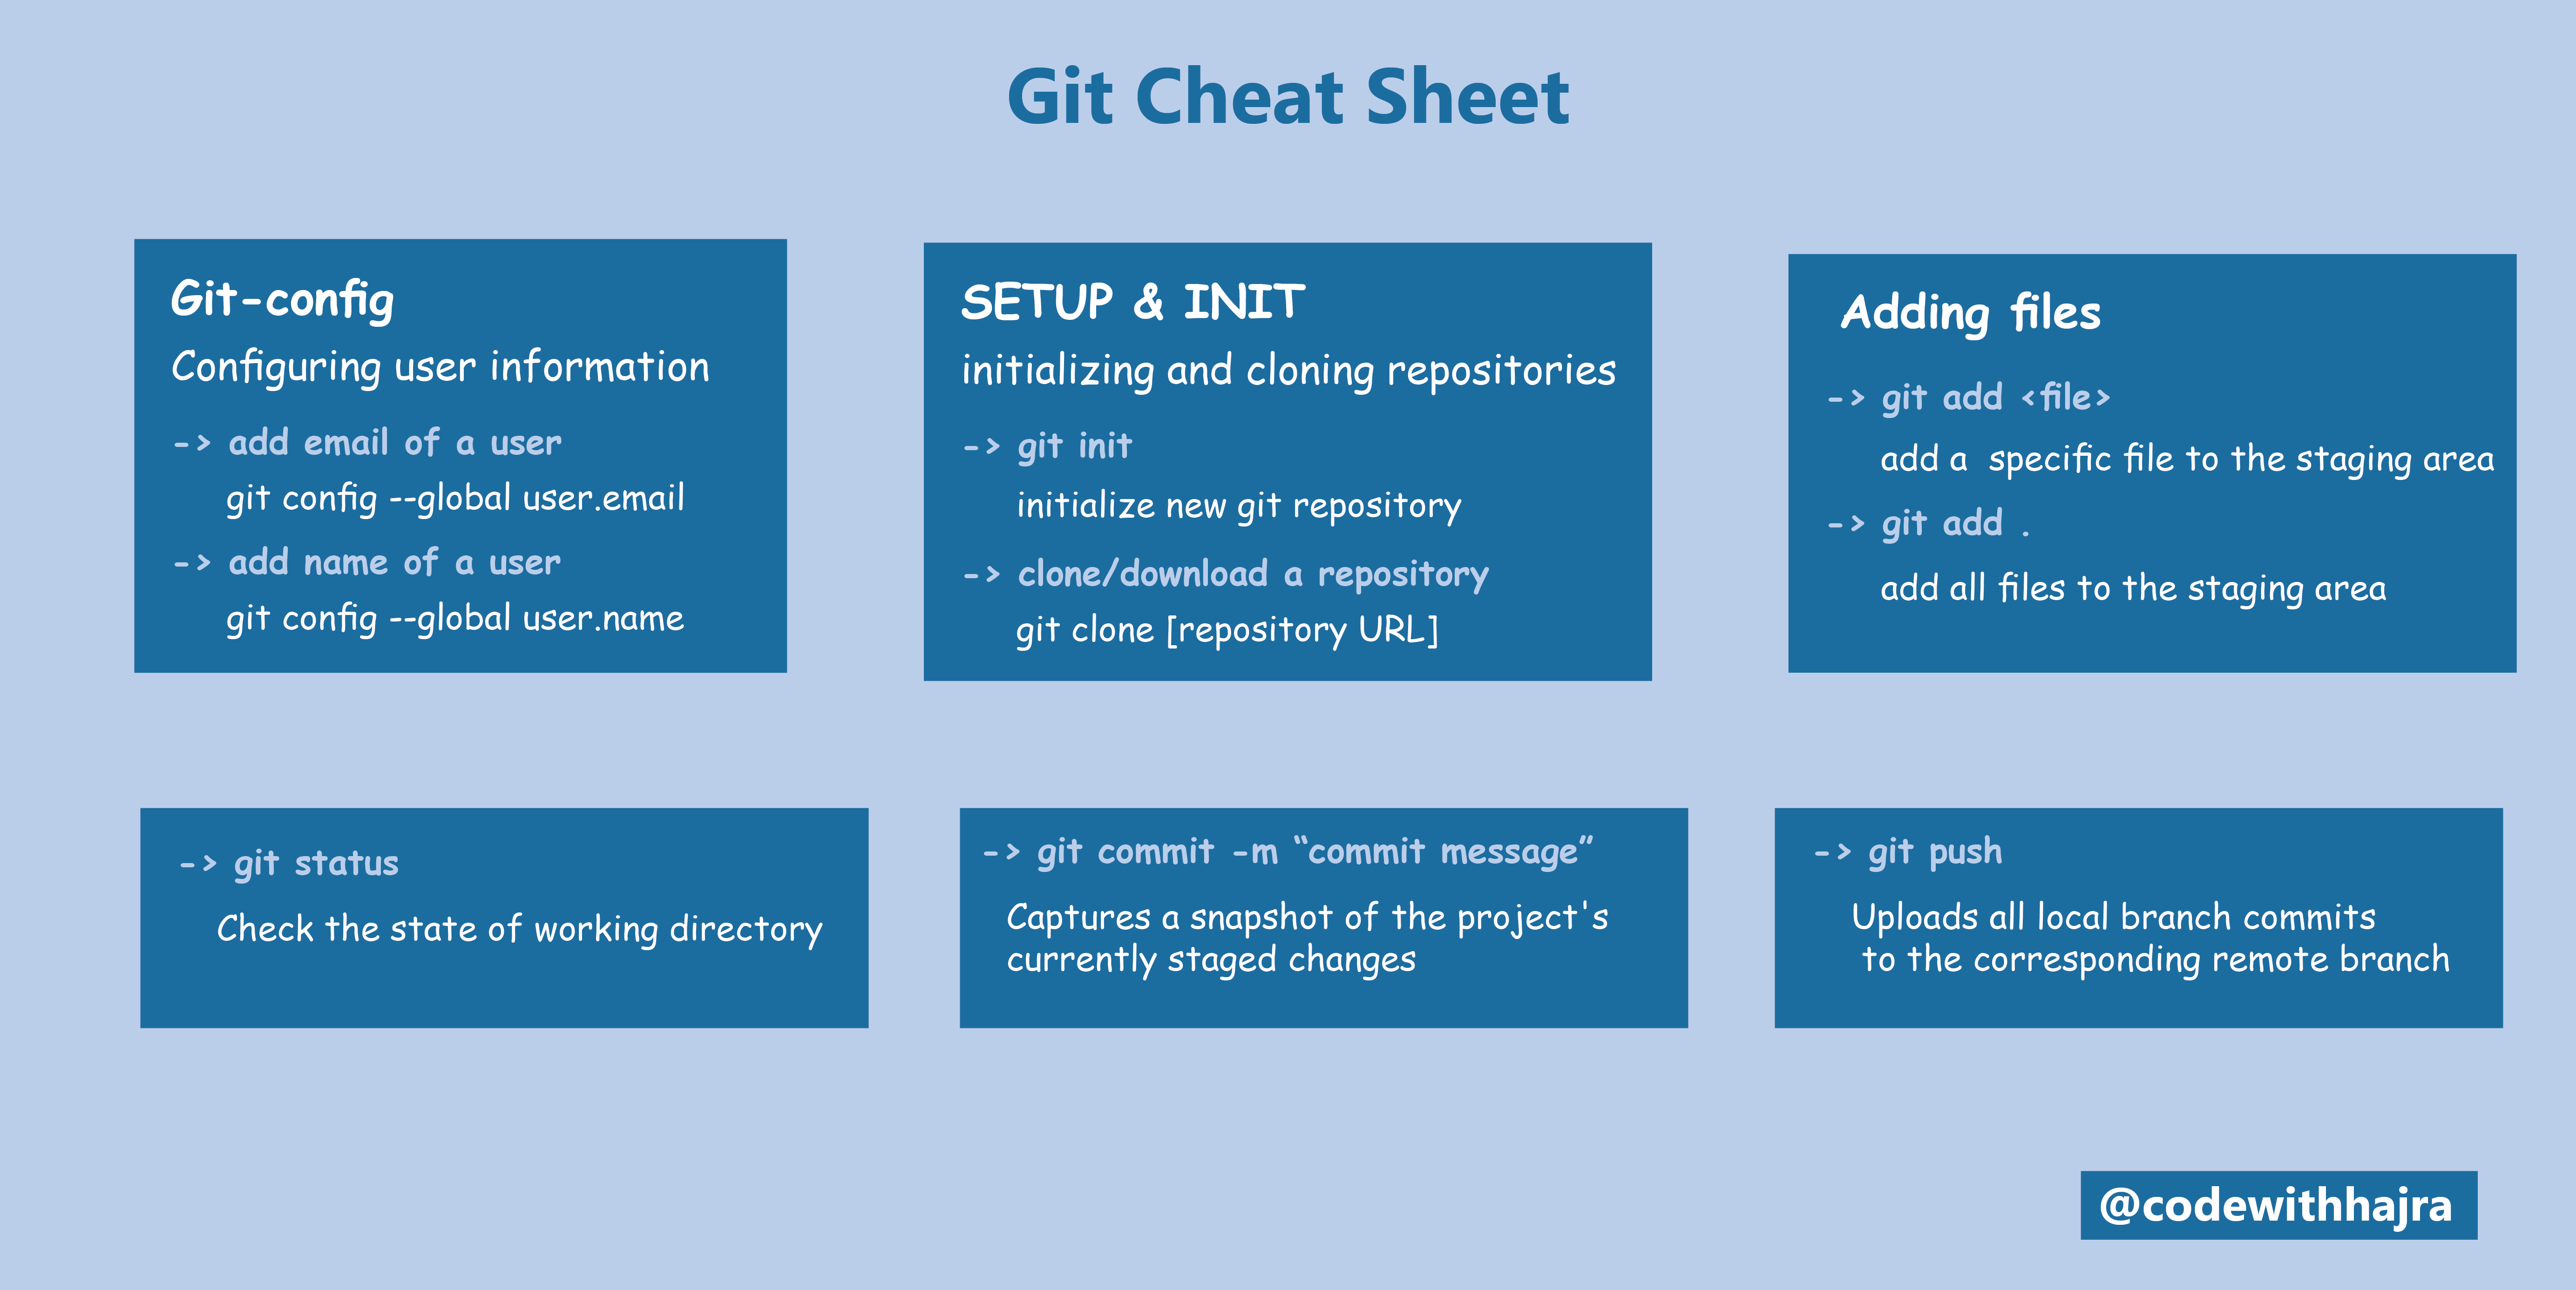 Git Cheat Sheet
Git-config
Configuring user information
-> add email of a user
git config --global user.email
-> add name of a user
git config --global user.name
SETUP & INIT
initializing and cloning repositories
-> git init
initialize new git repository
-> clone/download a repository
git clone [repository URL]
Adding files
-> git add <file>
add a  specific file to the staging area
-> git add .
add all files to the staging area
-> git status
Check the state of working directory
-> git commit -m “commit message”
Captures a snapshot of the project's
currently staged changes
-> git push
Uploads all local branch commits
to the corresponding remote branch
@codewithhajra